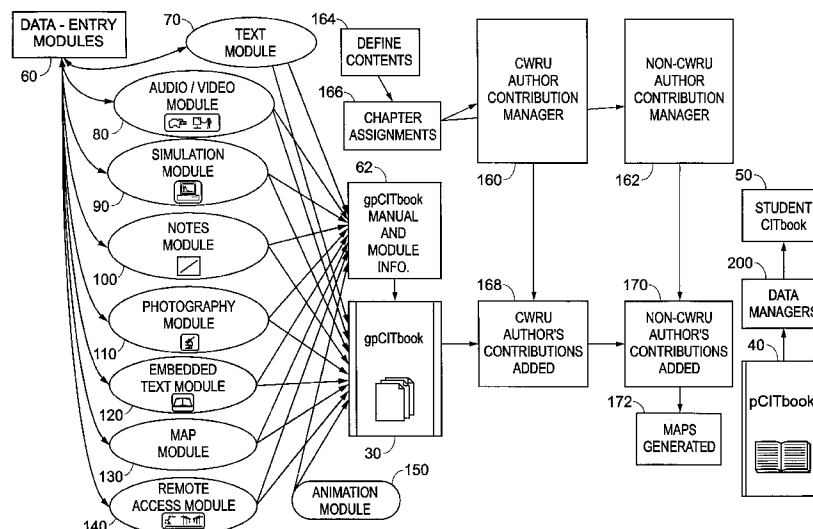 DATA - ENTRY
MODULES
60
70
TEXT
MODULE
AUDIO / VIDEO
MODULE
80
SIMULATION
MODULE
90
NOTES
MODULE
100
PHOTOGRAPHY
MODULE
110
EMBEDDED
TEXT MODULE
120
MAP
MODULE
130
REMOTE
ACCESS MODULE
140
164
DEFINE
CONTENTS
166
CHAPTER
ASSIGNMENTS
62
gpCITbook
MANUAL
AND
MODULE
INFO.
gpCITbook
30
150
ANIMATION
MODULE
CWRU
AUTHOR
CONTRIBUTION
MANAGER
160
168
CWRU
AUTHOR'S
CONTRIBUTIONS
ADDED
NON-CWRU
AUTHOR
CONTRIBUTION
MANAGER
162
170
NON-CWRU
AUTHOR'S
CONTRIBUTIONS
ADDED
172
MAPS
GENERATED
50
STUDENT
CITbook
200
DATA
MANAGERS
40
pCITbook